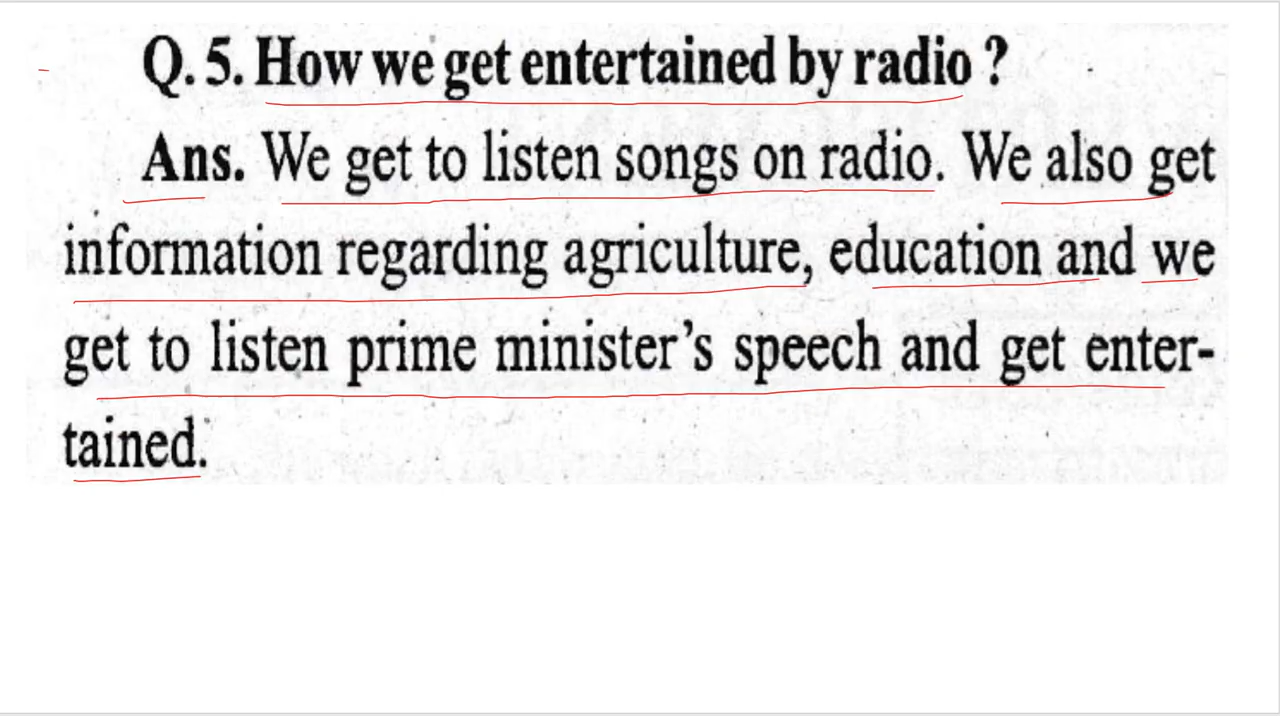 Q. 5. How we get entertained by radio ?
Ans. We get to listen songs on radio. We also get
information regarding agriculture, education and we
get to listen prime minister's speech and get enter-
tained.